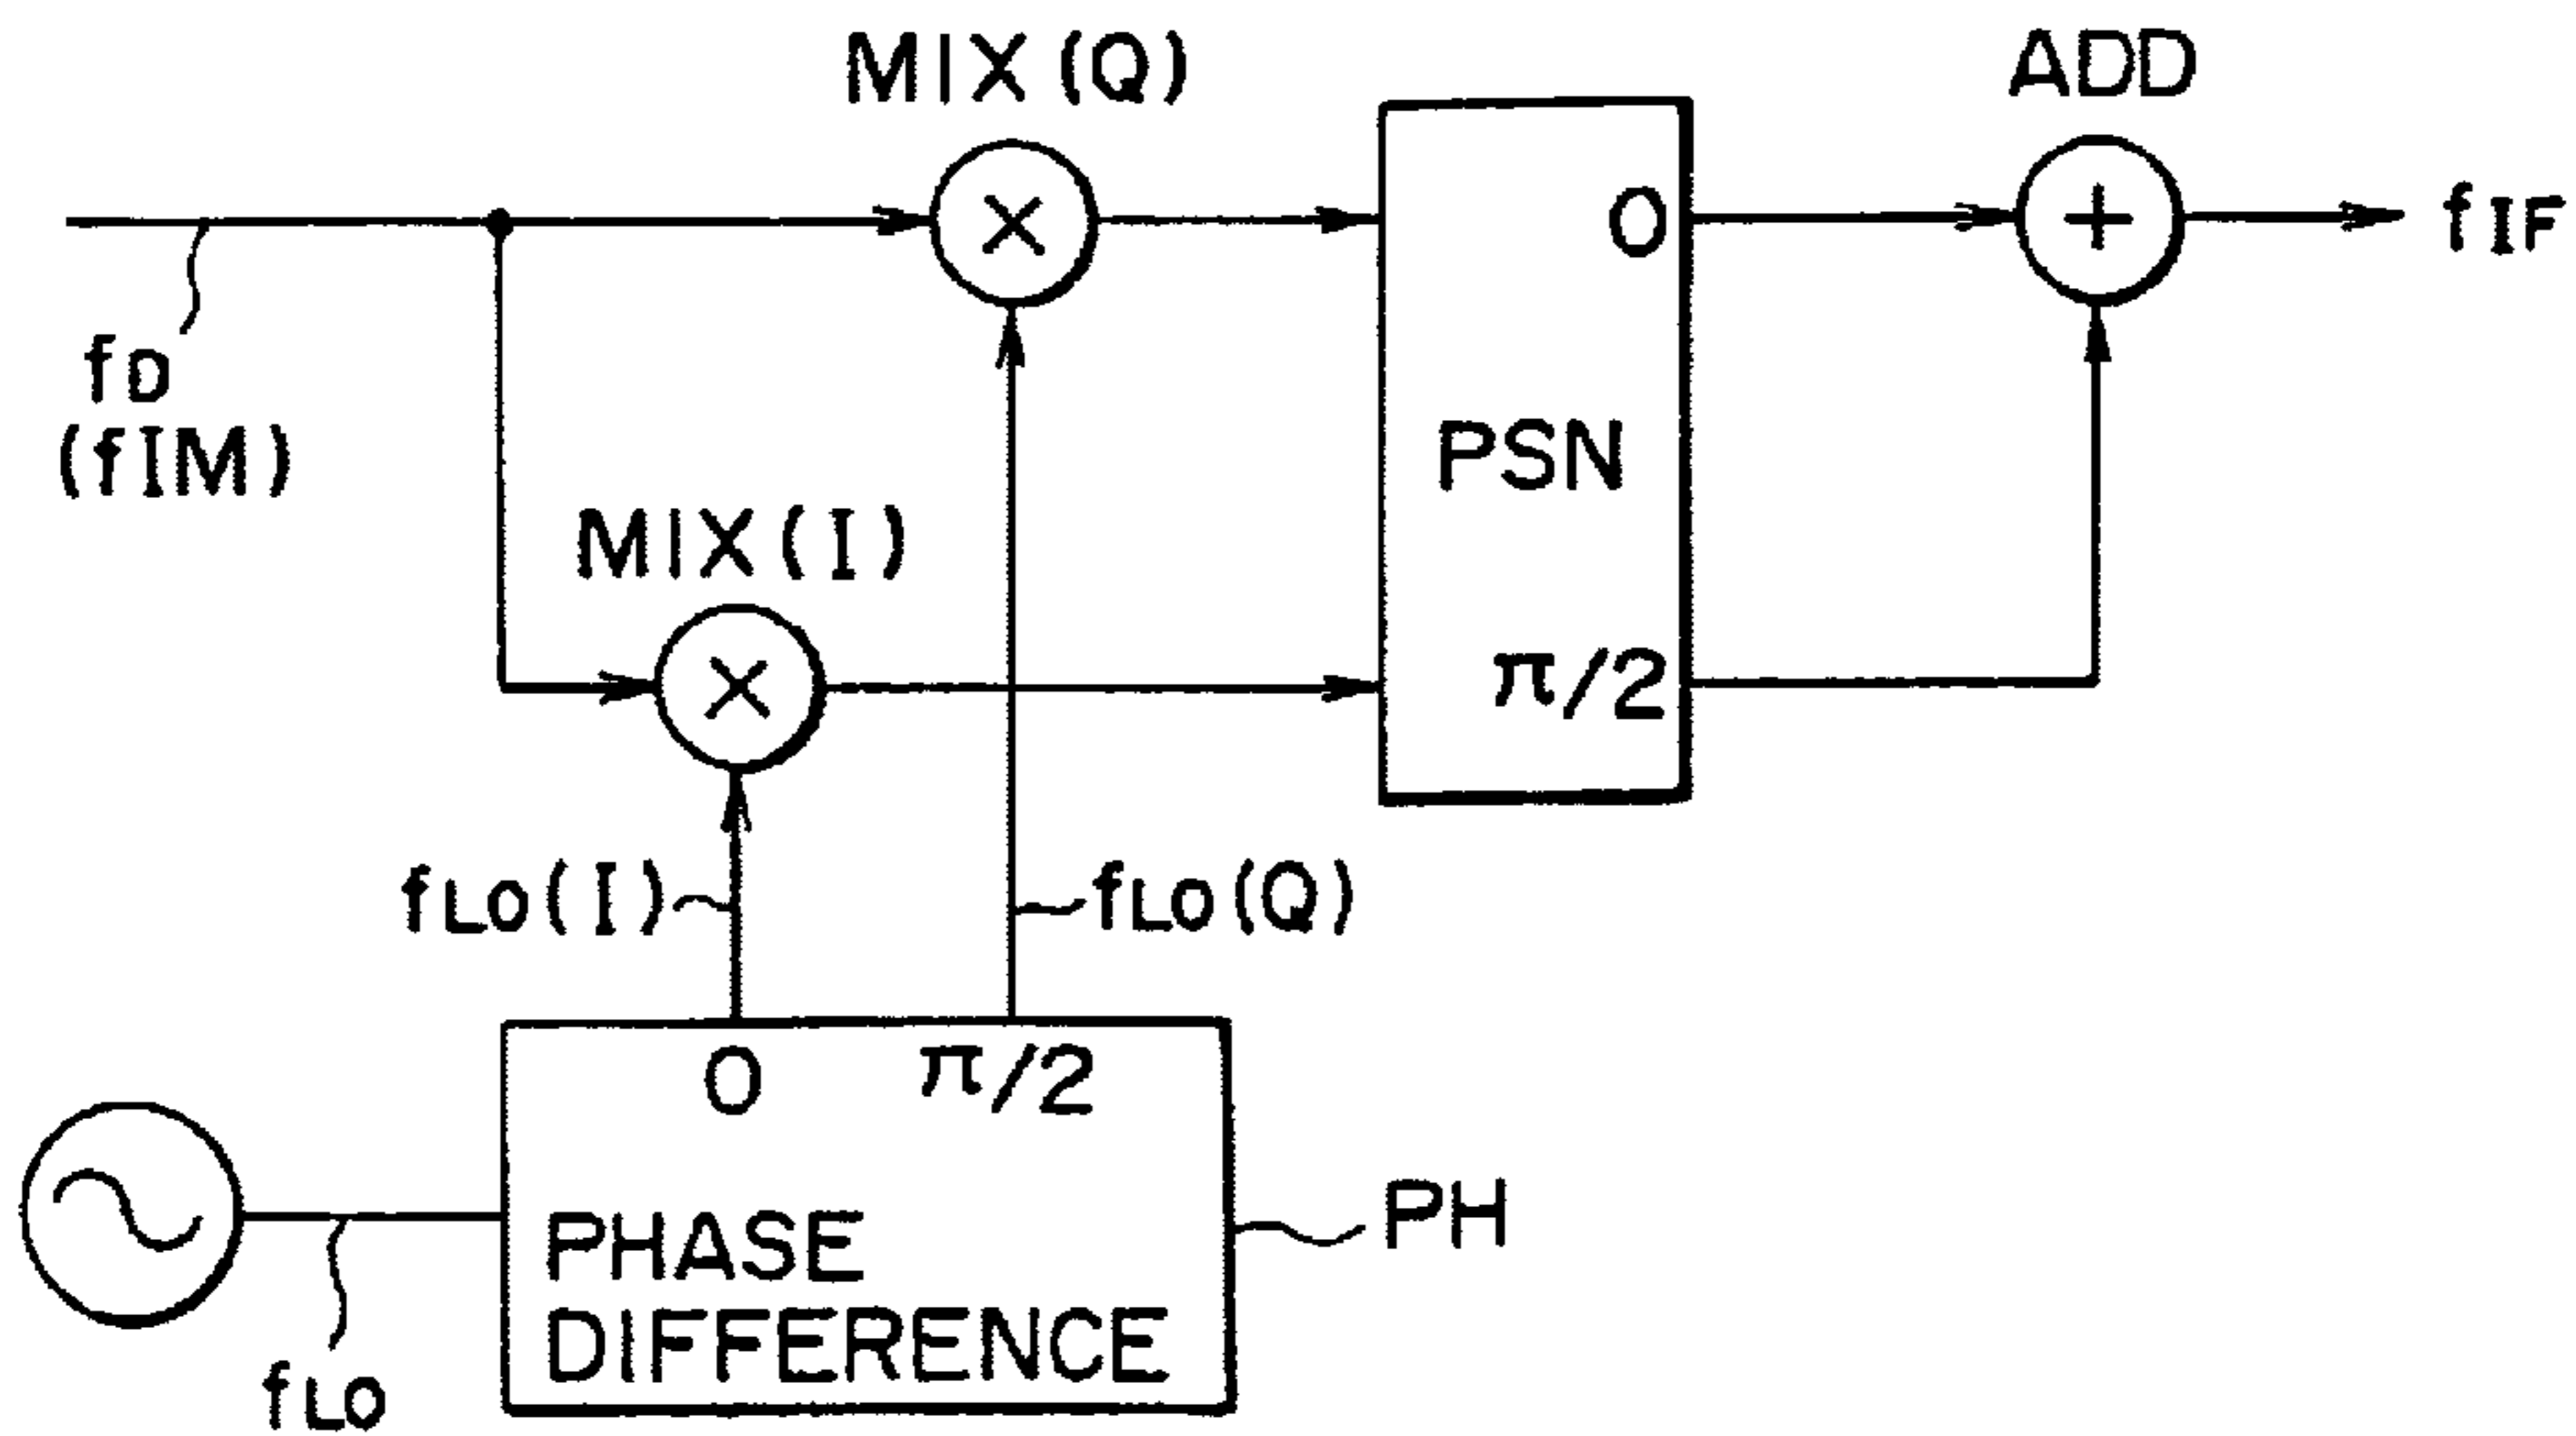 MIX(Q)
ADD
×
0
+
fIF
fD
(fIM)
PSN
MIX(I)
×
π/2
fLO(I)
fLO(Q)
0
π/2
PHASE
DIFFERENCE
PH
fLO